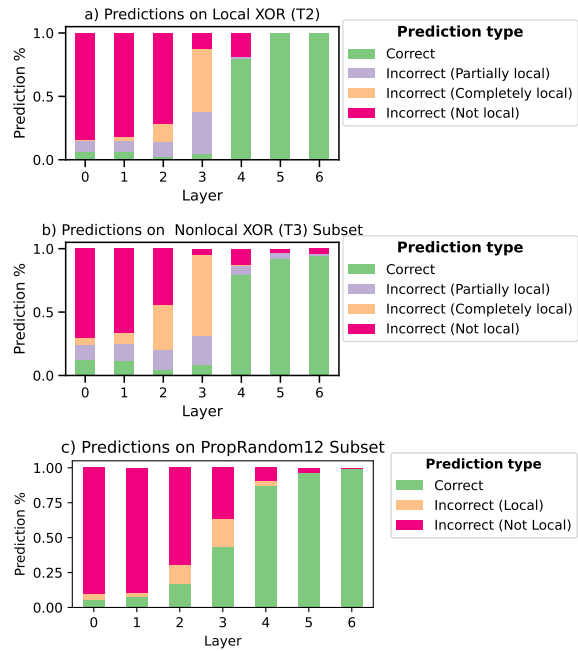 a) Predictions on Local XOR (T2)
Prediction %
1.0
0.5
0.0
0 1 2 3 4 5 6
Layer
Prediction type
Correct
Incorrect (Partially local)
Incorrect (Completely local)
Incorrect (Not local)
b) Predictions on Nonlocal XOR (T3) Subset
Prediction %
1.0
0.5
0.0
0 1 2 3 4 5 6
Layer
Prediction type
Correct
Incorrect (Partially local)
Incorrect (Completely local)
Incorrect (Not local)
c) Predictions on PropRandom12 Subset
Prediction %
1.00
0.75
0.50
0.25
0.00
0 1 2 3 4 5 6
Layer
Prediction type
Correct
Incorrect (Local)
Incorrect (Not Local)